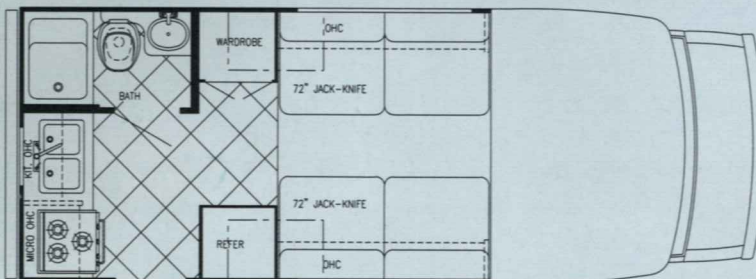 OHC
WARDROBE
72" JACK-KNIFE
BATH
KIT. OHC
MICRO OHC
72" JACK-KNIFE
REFER
OHC